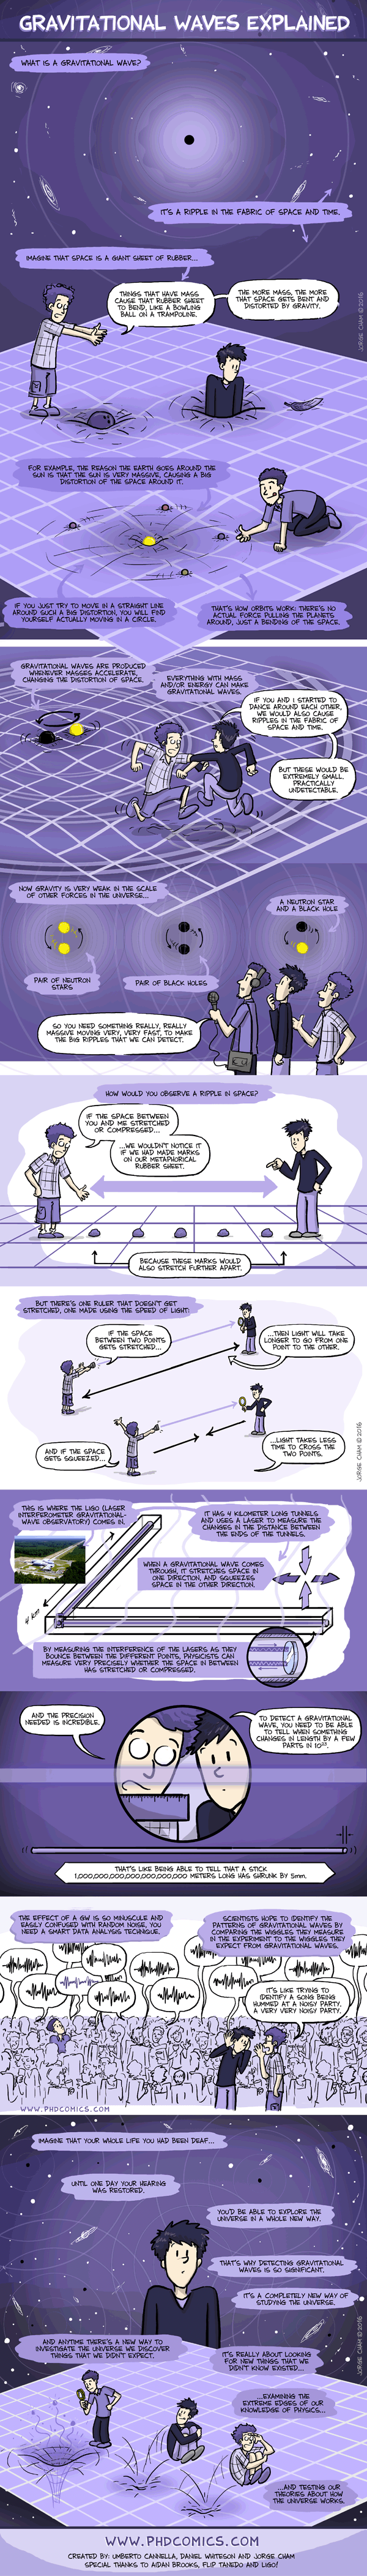 GRAVITATIONAL WAVES EXPLAINED
WHAT IS A GRAVITATIONAL WAVE?
IT'S A RIPPLE IN THE FABRIC OF SPACE AND TIME.
IMAGINE THAT SPACE IS A GIANT SHEET OF RUBBER...
THINGS THAT HAVE MASS
CAUSE THAT RUBBER SHEET
TO BEND, LIKE A BOWLING
BALL ON A TRAMPOLINE.
THE MORE MASS, THE MORE
THAT SPACE GETS BENT AND
DISTORTED BY GRAVITY.
JORGE CHAM © 2016
FOR EXAMPLE, THE REASON THE EARTH GOES AROUND THE
SUN IS THAT THE SUN IS VERY MASSIVE, CAUSING A BIG
DISTORTION OF THE SPACE AROUND IT.
IF YOU JUST TRY TO MOVE IN A STRAIGHT LINE
AROUND SUCH A BIG DISTORTION, YOU WILL FIND
YOURSELF ACTUALLY MOVING IN A CIRCLE.
THAT'S HOW ORBITS WORK: THERE'S NO
ACTUAL FORCE PULLING THE PLANETS
AROUND, JUST A BENDING OF THE SPACE.
GRAVITATIONAL WAVES ARE PRODUCED
WHENEVER MASSES ACCELERATE,
CHANGING THE DISTORTION OF SPACE.
EVERYTHING WITH MASS
AND/OR ENERGY CAN MAKE
GRAVITATIONAL WAVES.
IF YOU AND I STARTED TO
DANCE AROUND EACH OTHER,
WE WOULD ALSO CAUSE
RIPPLES IN THE FABRIC OF
SPACE AND TIME.
BUT THESE WOULD BE
EXTREMELY SMALL.
PRACTICALLY
UNDETECTABLE.
NOW GRAVITY IS VERY WEAK IN THE SCALE
OF OTHER FORCES IN THE UNIVERSE...
A NEUTRON STAR
AND A BLACK HOLE
PAIR OF NEUTRON
STARS
PAIR OF BLACK HOLES
SO YOU NEED SOMETHING REALLY, REALLY
MASSIVE MOVING VERY, VERY FAST, TO MAKE
THE BIG RIPPLES THAT WE CAN DETECT.
HOW WOULD YOU OBSERVE A RIPPLE IN SPACE?
IF THE SPACE BETWEEN
YOU AND ME STRETCHED
OR COMPRESSED...
...WE WOULDN'T NOTICE IT
IF WE HAD MADE MARKS
ON OUR METAPHORICAL
RUBBER SHEET.
BECAUSE THESE MARKS WOULD
ALSO STRETCH FURTHER APART.
BUT THERE'S ONE RULER THAT DOESN'T GET
STRETCHED, ONE MADE USING THE SPEED OF LIGHT:
IF THE SPACE
BETWEEN TWO POINTS
GETS STRETCHED...
...THEN LIGHT WILL TAKE
LONGER TO GO FROM ONE
POINT TO THE OTHER.
AND IF THE SPACE
GETS SQUEEZED...
...LIGHT TAKES LESS
TIME TO CROSS THE
TWO POINTS.
JORGE CHAM © 2016
THIS IS WHERE THE LIGO (LASER
INTERFEROMETER GRAVITATIONAL-
WAVE OBSERVATORY) COMES IN.
IT HAS 4 KILOMETER LONG TUNNELS
AND USES A LASER TO MEASURE THE
CHANGES IN THE DISTANCE BETWEEN
THE ENDS OF THE TUNNELS.
WHEN A GRAVITATIONAL WAVE COMES
THROUGH, IT STRETCHES SPACE IN
ONE DIRECTION, AND SQUEEZES
SPACE IN THE OTHER DIRECTION.
4 KM
BY MEASURING THE INTERFERENCE OF THE LASERS AS THEY
BOUNCE BETWEEN THE DIFFERENT POINTS, PHYSICISTS CAN
MEASURE VERY PRECISELY WHETHER THE SPACE IN BETWEEN
HAS STRETCHED OR COMPRESSED.
AND THE PRECISION
NEEDED IS INCREDIBLE.
TO DETECT A GRAVITATIONAL
WAVE, YOU NEED TO BE ABLE
TO TELL WHEN SOMETHING
CHANGES IN LENGTH BY A FEW
PARTS IN 10²³.
THAT'S LIKE BEING ABLE TO TELL THAT A STICK
1,000,000,000,000,000,000,000 METERS LONG HAS SHRUNK BY 5mm.
THE EFFECT OF A GW IS SO MINUSCULE AND
EASILY CONFUSED WITH RANDOM NOISE, YOU
NEED A SMART DATA ANALYSIS TECHNIQUE.
SCIENTISTS HOPE TO IDENTIFY THE
PATTERNS OF GRAVITATIONAL WAVES BY
COMPARING THE WIGGLES THEY MEASURE
IN THE EXPERIMENT TO THE WIGGLES THEY
EXPECT FROM GRAVITATIONAL WAVES.
IT'S LIKE TRYING TO
IDENTIFY A SONG BEING
HUMMED AT A NOISY PARTY,
A VERY VERY NOISY PARTY.
WWW.PHDCOMICS.COM
IMAGINE THAT YOUR WHOLE LIFE YOU HAD BEEN DEAF...
UNTIL ONE DAY YOUR HEARING
WAS RESTORED.
YOU'D BE ABLE TO EXPLORE THE
UNIVERSE IN A WHOLE NEW WAY.
THAT'S WHY DETECTING GRAVITATIONAL
WAVES IS SO SIGNIFICANT.
IT'S A COMPLETELY NEW WAY OF
STUDYING THE UNIVERSE.
AND ANYTIME THERE'S A NEW WAY TO
INVESTIGATE THE UNIVERSE WE DISCOVER
THINGS THAT WE DIDN'T EXPECT.
IT'S REALLY ABOUT LOOKING
FOR NEW THINGS THAT WE
DIDN'T KNOW EXISTED...
JORGE CHAM © 2016
...EXAMINING THE
EXTREME EDGES OF OUR
KNOWLEDGE OF PHYSICS...
...AND TESTING OUR
THEORIES ABOUT HOW
THE UNIVERSE WORKS.
WWW.PHDCOMICS.COM
CREATED BY: UMBERTO CANNELLA, DANIEL WHITESON AND JORGE CHAM
SPECIAL THANKS TO AIDAN BROOKS, FLIP TANEDO AND LIGO!